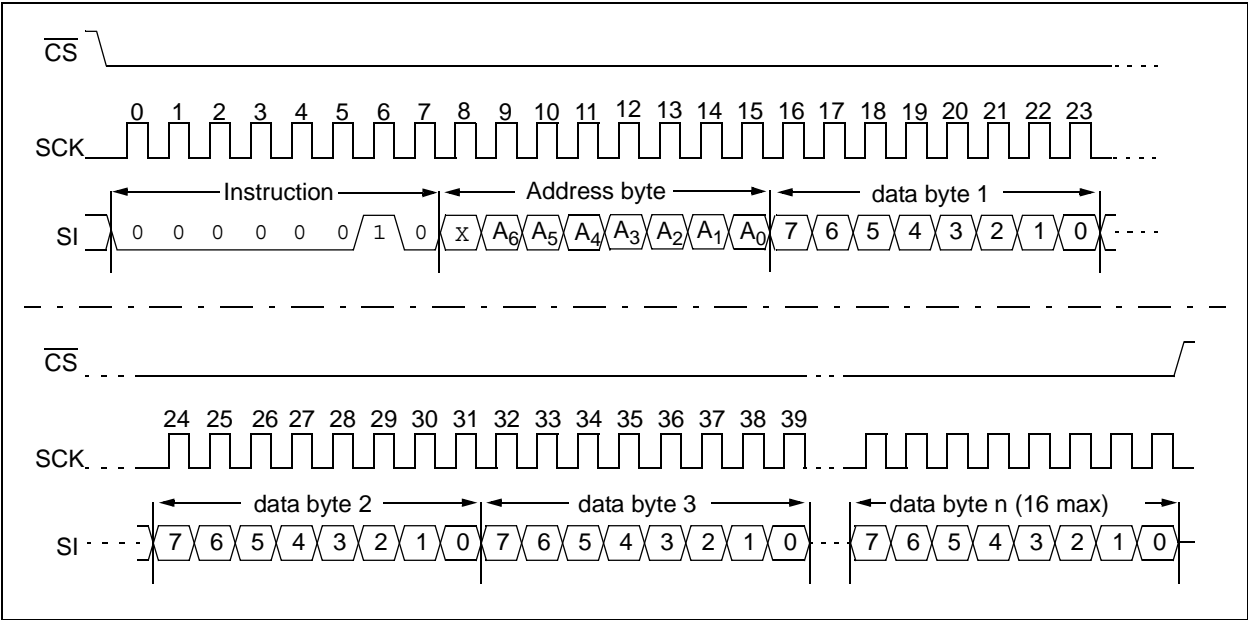 CS
0 1 2 3 4 5 6 7 8 9 10 11 12 13 14 15 16 17 18 19 20 21 22 23
SCK
Instruction Address byte data byte 1
SI 0 0 0 0 0 0 1 0 X A6 A5 A4 A3 A2 A1 A0 7 6 5 4 3 2 1 0
CS
24 25 26 27 28 29 30 31 32 33 34 35 36 37 38 39
SCK
data byte 2 data byte 3 data byte n (16 max)
SI 7 6 5 4 3 2 1 0 7 6 5 4 3 2 1 0 7 6 5 4 3 2 1 0